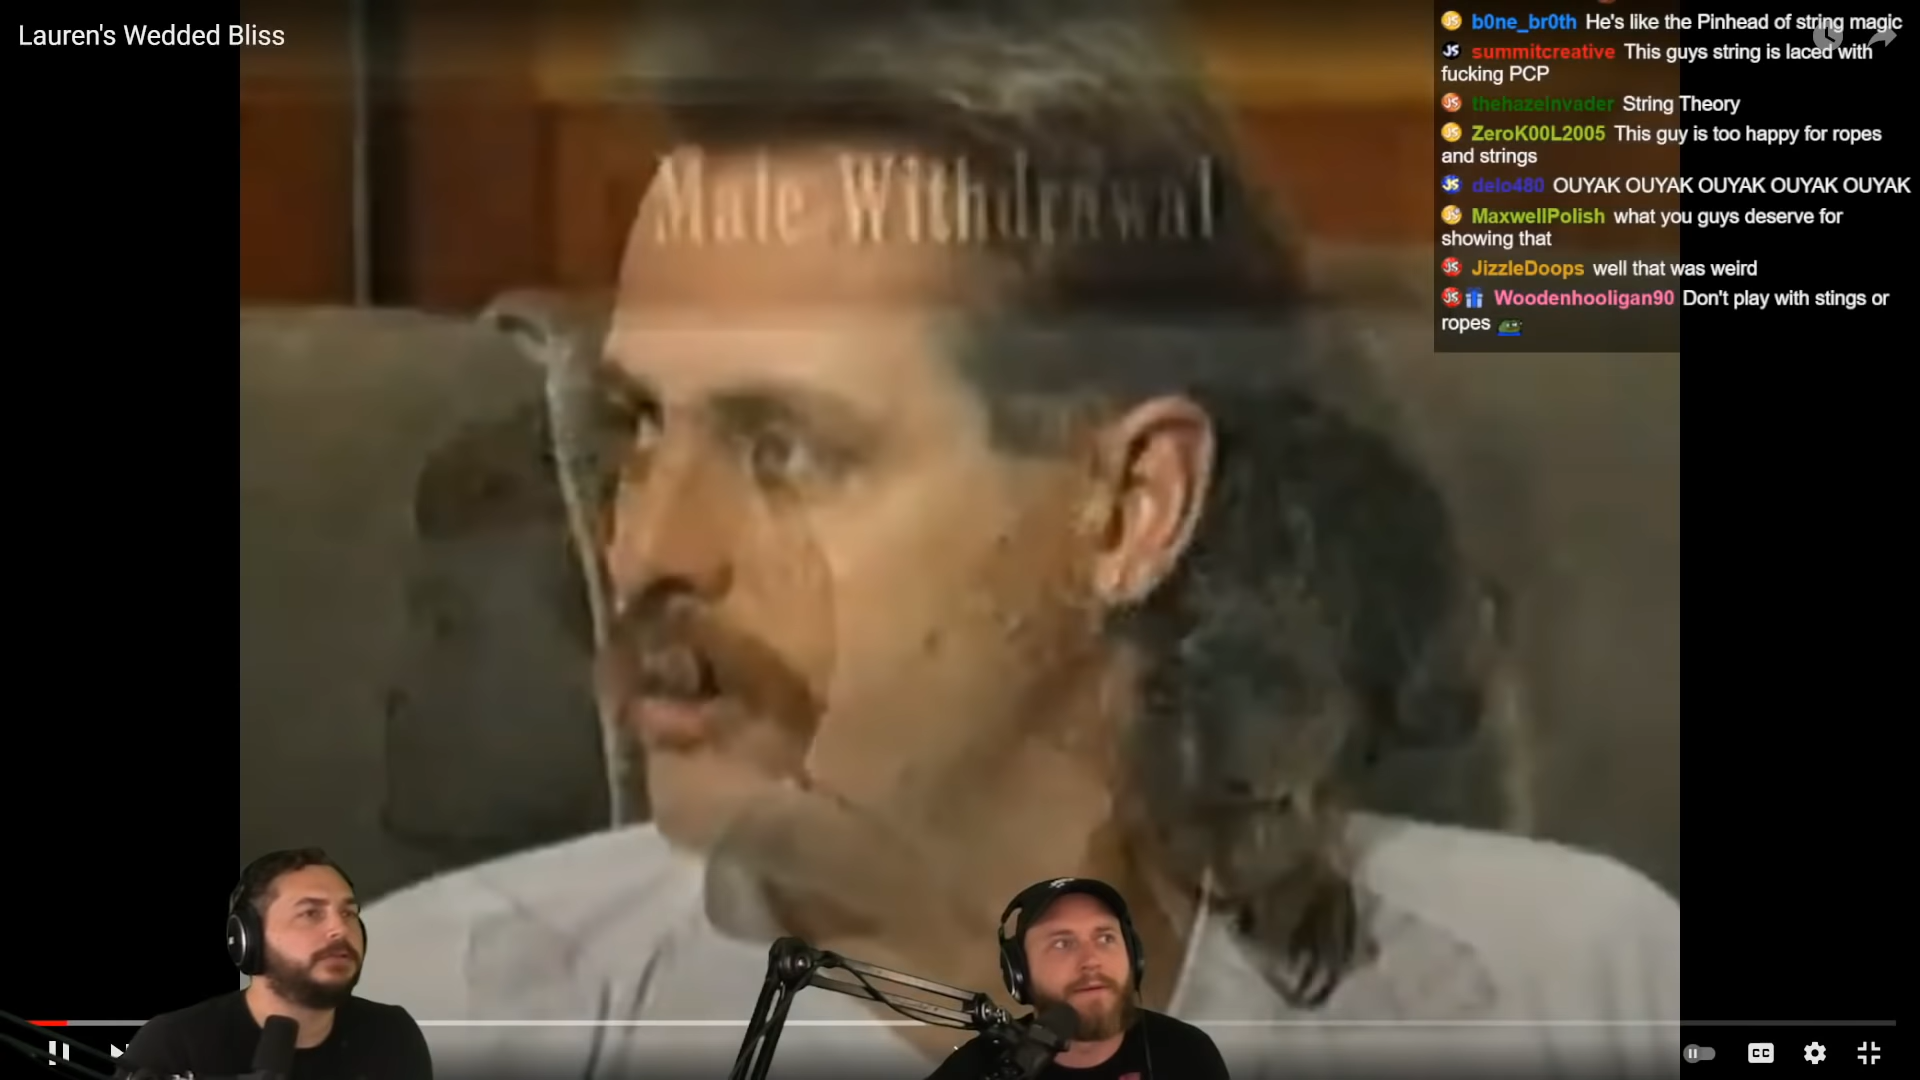 Lauren's Wedded Bliss
Male Withdrawal
b0ne_br0th He's like the Pinhead of string magic
summitcreative This guys string is laced with
fucking PCP
thehazeinvader String Theory
ZeroK00L2005 This guy is too happy for ropes
and strings
delo480 OUYAK OUYAK OUYAK OUYAK OUYAK
MaxwellPolish what you guys deserve for
showing that
JizzleDoops well that was weird
Woodenhooligan90 Don't play with stings or
ropes
CC